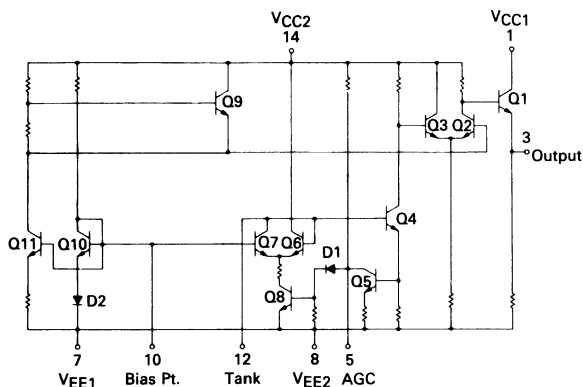 VCC2
14
VCC1
1
Q9
Q1
Q3
Q2
3
Output
Q11
Q10
Q7
Q6
Q4
D1
Q5
Q8
D2
7
10
12
8
5
VEE1
Bias Pt.
Tank
VEE2
AGC